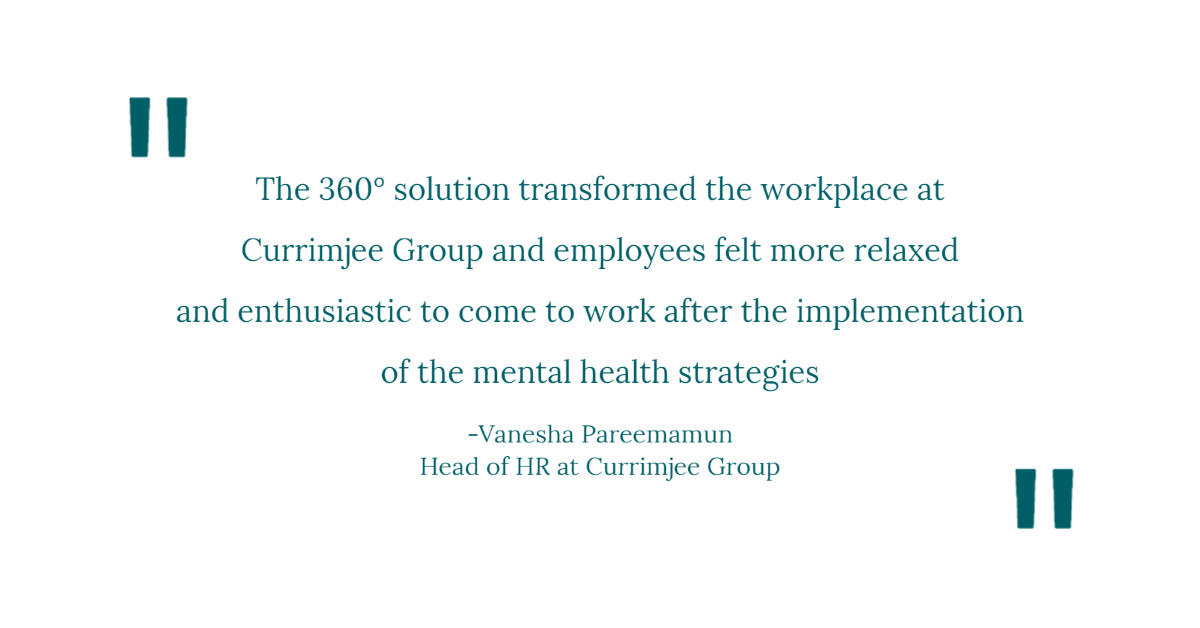 "
The 360° solution transformed the workplace at
Currimjee Group and employees felt more relaxed
and enthusiastic to come to work after the implementation
of the mental health strategies
-Vanesha Pareemamun
Head of HR at Currimjee Group
"